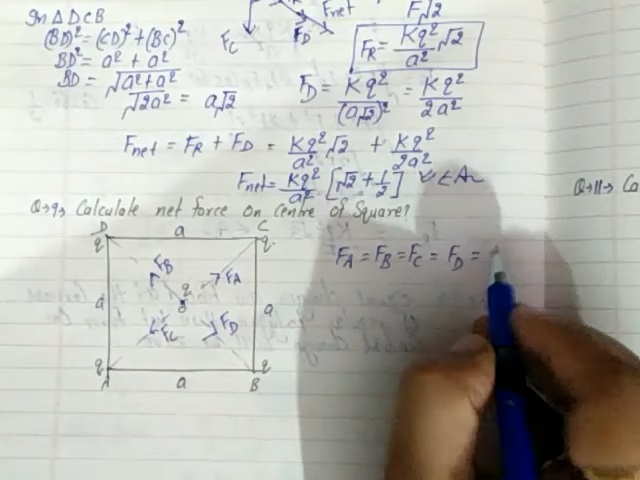 In ΔDCB
(BD)² = (CD)² + (BC)²
BD² = a² + a²
BD = √a²+a²
√2a² = a√2
Fnet
FC
FD
F√2
FR = Kq²/a² √2
FD = Kq²/(a√2)² = Kq²/2a²
Fnet = FR + FD = Kq²/a² √2 + Kq²/2a²
Fnet = Kq²/a² [√2 + 1/2]
Q→9→ Calculate net force on centre of Square?
Q→11→ Ca
D a C
q q
FB FA
a q a
FC FD
q q
A a B
FA = FB = FC = FD =